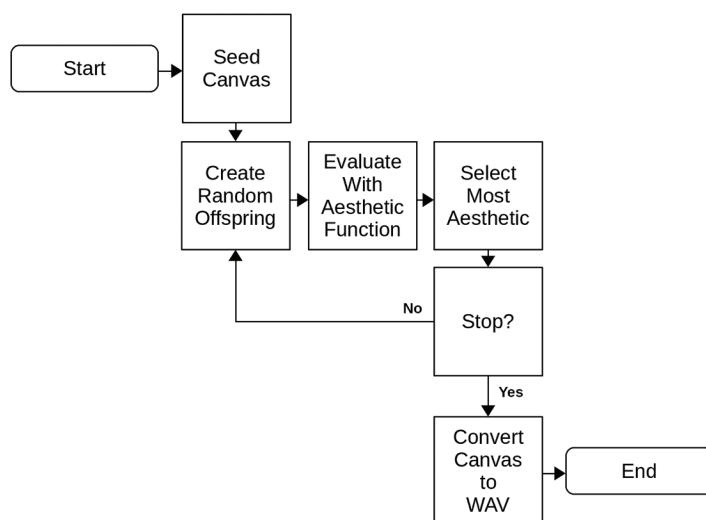 Start
Seed
Canvas
Create
Random
Offspring
Evaluate
With
Aesthetic
Function
Select
Most
Aesthetic
Stop?
No
Yes
Convert
Canvas
to
WAV
End